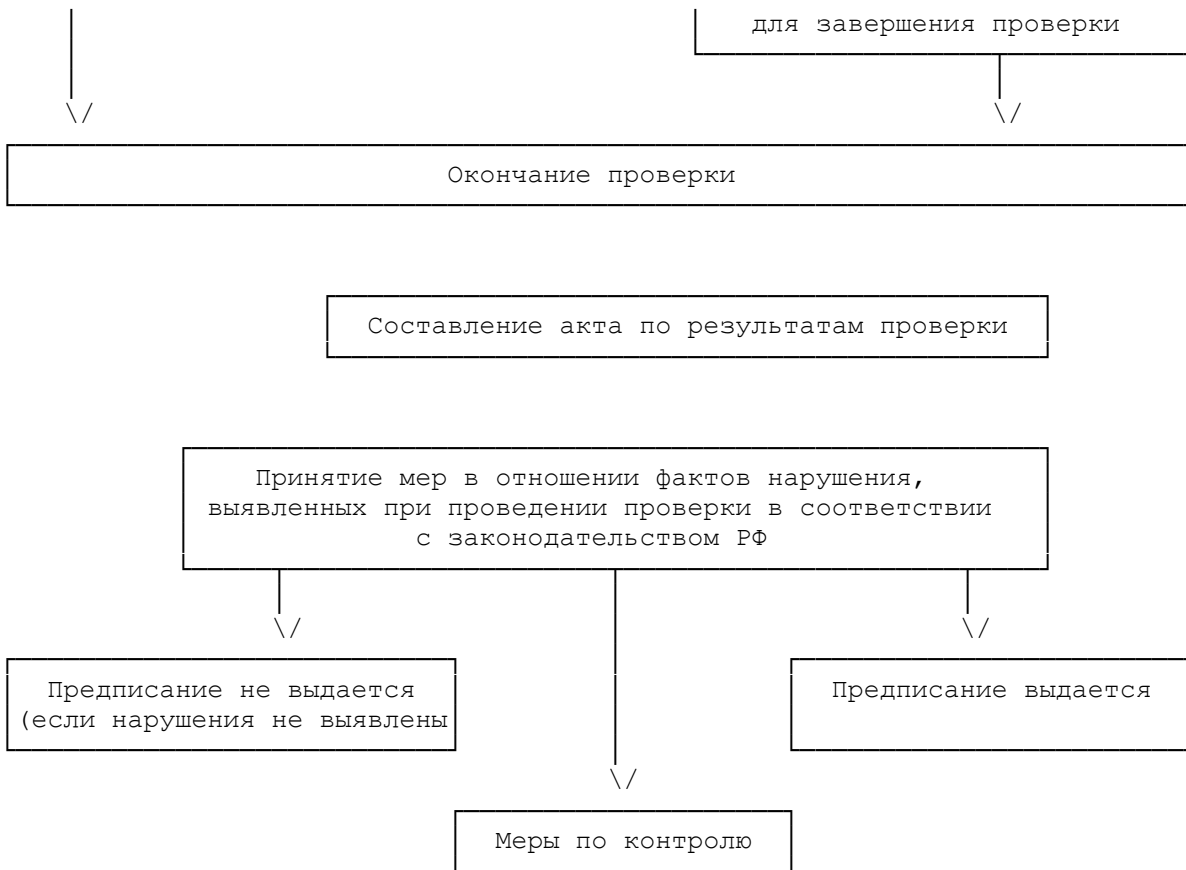 для завершения проверки
Окончание проверки
Составление акта по результатам проверки
Принятие мер в отношении фактов нарушения,
выявленных при проведении проверки в соответствии
с законодательством РФ
Предписание не выдается
(если нарушения не выявлены
Предписание выдается
Меры по контролю